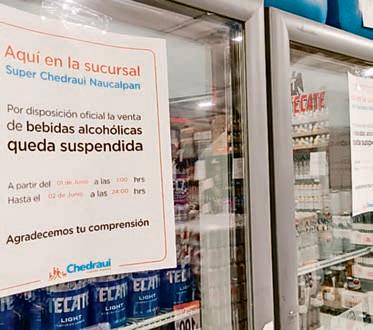 Aquí en la sucursal
Super Chedraui Naucalpan
Por disposición oficial la venta
de bebidas alcohólicas
queda suspendida
A partir del 01 de Junio a las 1:00 hrs
Hasta el 02 de Junio a las 24:00 hrs
Agradecemos tu comprensión
Chedraui
TECATE
TECATE
LIGHT
LIGHT